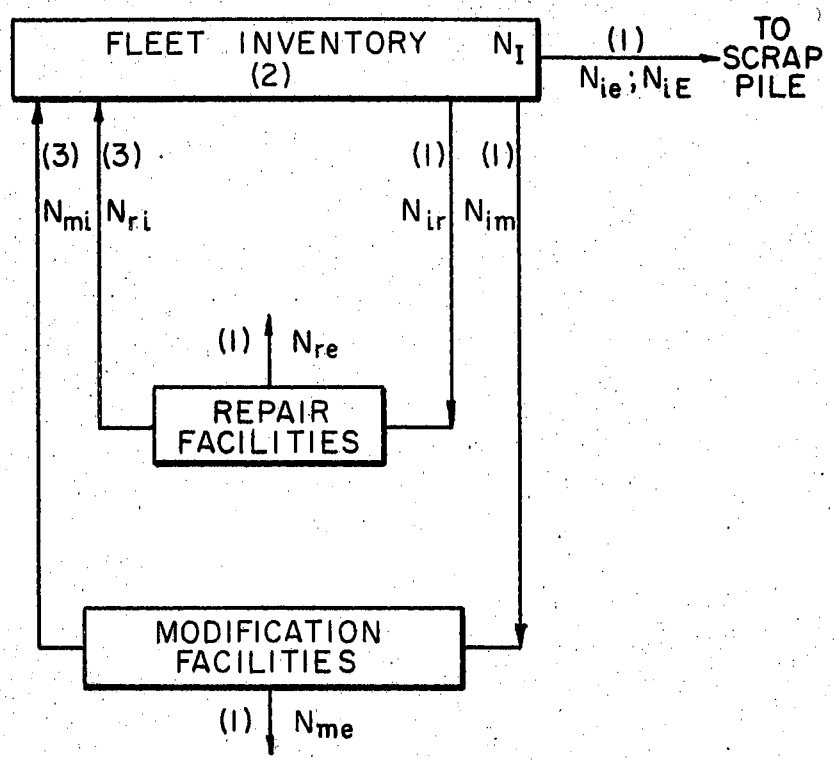 FLEET INVENTORY N_I
(2)
(1)
N_ie ; N_iE
TO
SCRAP
PILE
(3) (3) (1) (1)
N_mi N_ri N_ir N_im
(1) N_re
REPAIR
FACILITIES
MODIFICATION
FACILITIES
(1) N_me